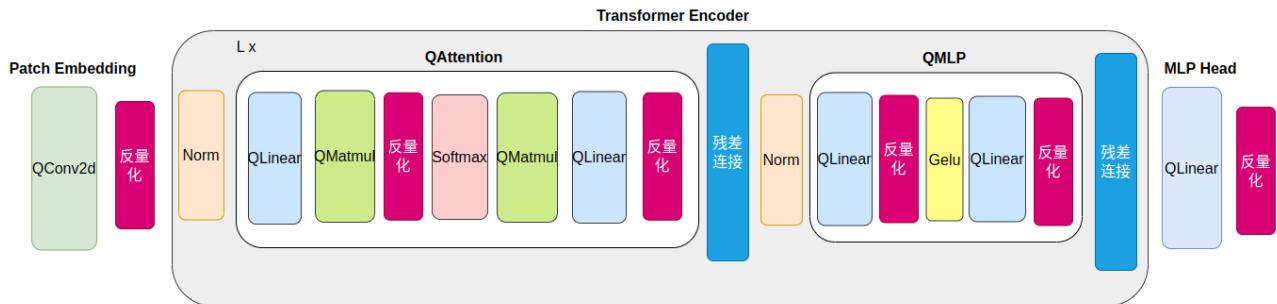 Transformer Encoder
L x
Patch Embedding
QAttention
QMLP
MLP Head
QConv2d
反量
化
Norm
QLinear
QMatmul
反量
化
Softmax
QMatmul
QLinear
反量
化
残差
连接
Norm
QLinear
反量
化
Gelu
QLinear
反量
化
残差
连接
QLinear
反量
化